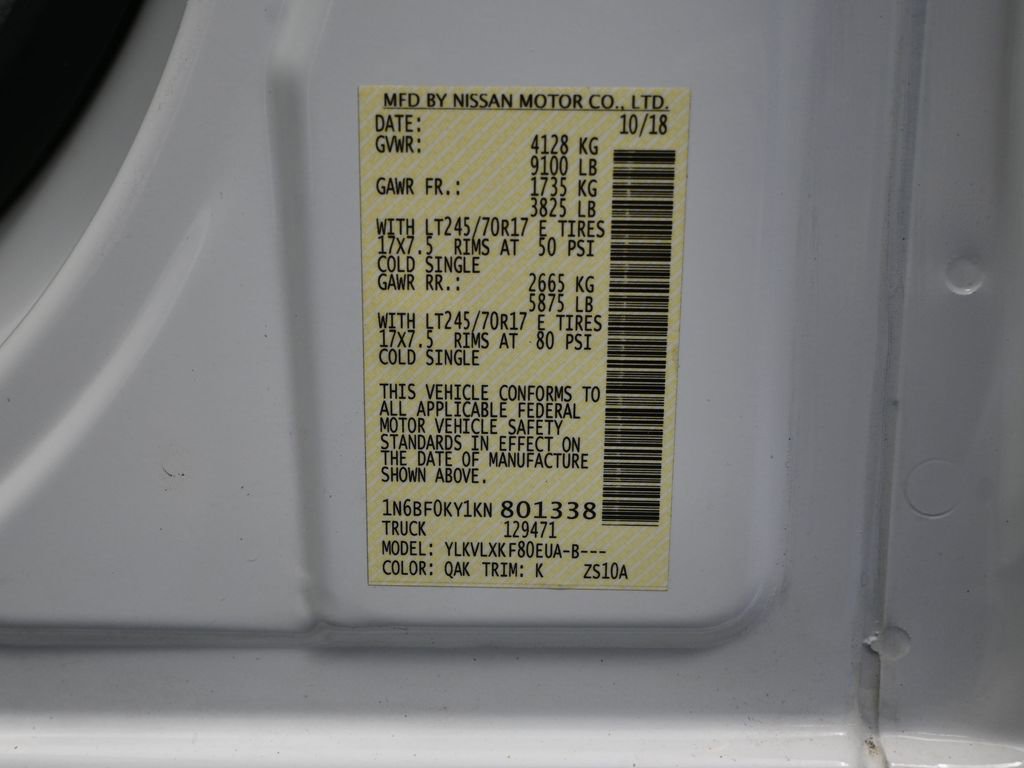 MFD BY NISSAN MOTOR CO., LTD.
DATE: 10/18
GVWR: 4128 KG
9100 LB
GAWR FR.: 1735 KG
3825 LB
WITH LT245/70R17 E TIRES
17X7.5 RIMS AT 50 PSI
COLD SINGLE
GAWR RR.: 2665 KG
5875 LB
WITH LT245/70R17 E TIRES
17X7.5 RIMS AT 80 PSI
COLD SINGLE
THIS VEHICLE CONFORMS TO
ALL APPLICABLE FEDERAL
MOTOR VEHICLE SAFETY
STANDARDS IN EFFECT ON
THE DATE OF MANUFACTURE
SHOWN ABOVE.
1N6BF0KY1KN 801338
TRUCK 129471
MODEL: YLKVLXKF80EUA-B---
COLOR: QAK TRIM: K ZS10A